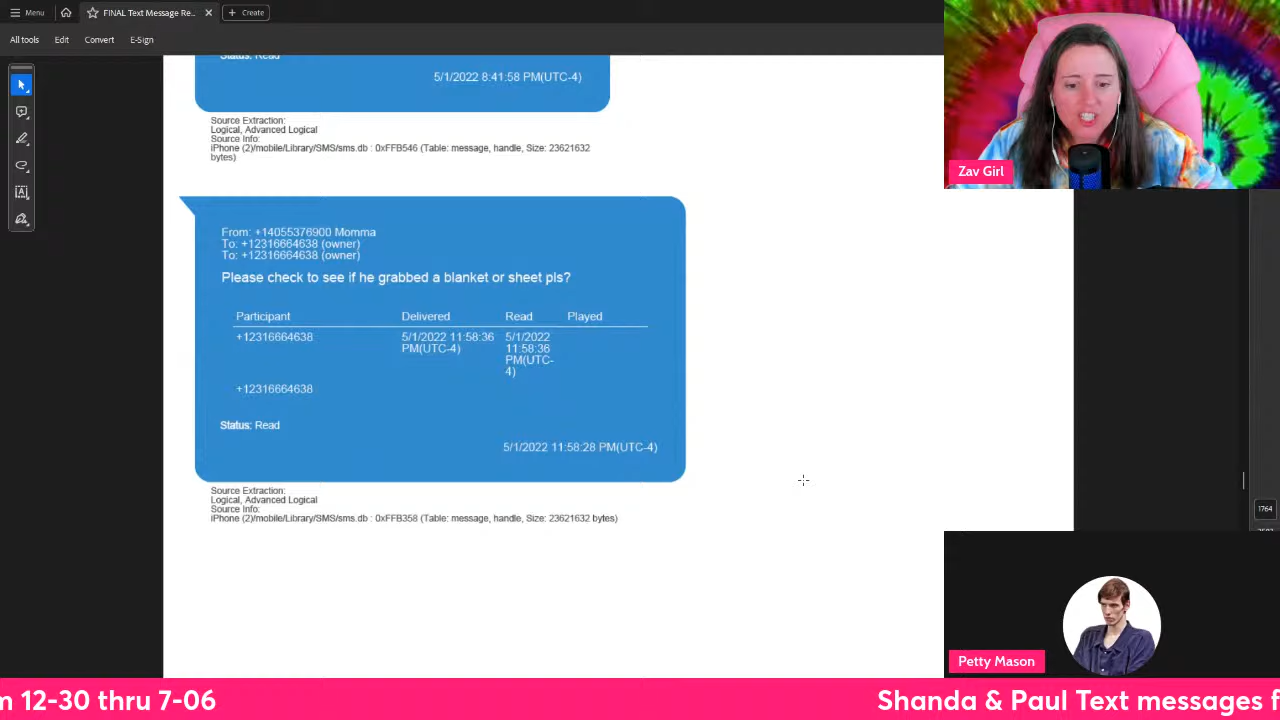 Menu
FINAL Text Message Re...
Create
All tools
Edit
Convert
E-Sign
Status: Read
5/1/2022 8:41:58 PM(UTC-4)
Source Extraction:
Logical, Advanced Logical
Source Info:
iPhone (2)/mobile/Library/SMS/sms.db : 0xFFB546 (Table: message, handle, Size: 23621632
bytes)
From: +14055376900 Momma
To: +12316664638 (owner)
To: +12316664638 (owner)
Please check to see if he grabbed a blanket or sheet pls?
Participant Delivered Read Played
+12316664638 5/1/2022 11:58:36 5/1/2022
PM(UTC-4) 11:58:36
PM(UTC-
4)
+12316664638
Status: Read
5/1/2022 11:58:28 PM(UTC-4)
Source Extraction:
Logical, Advanced Logical
Source Info:
iPhone (2)/mobile/Library/SMS/sms.db : 0xFFB358 (Table: message, handle, Size: 23621632 bytes)
Zav Girl
1764
Petty Mason
m 12-30 thru 7-06
Shanda & Paul Text messages f